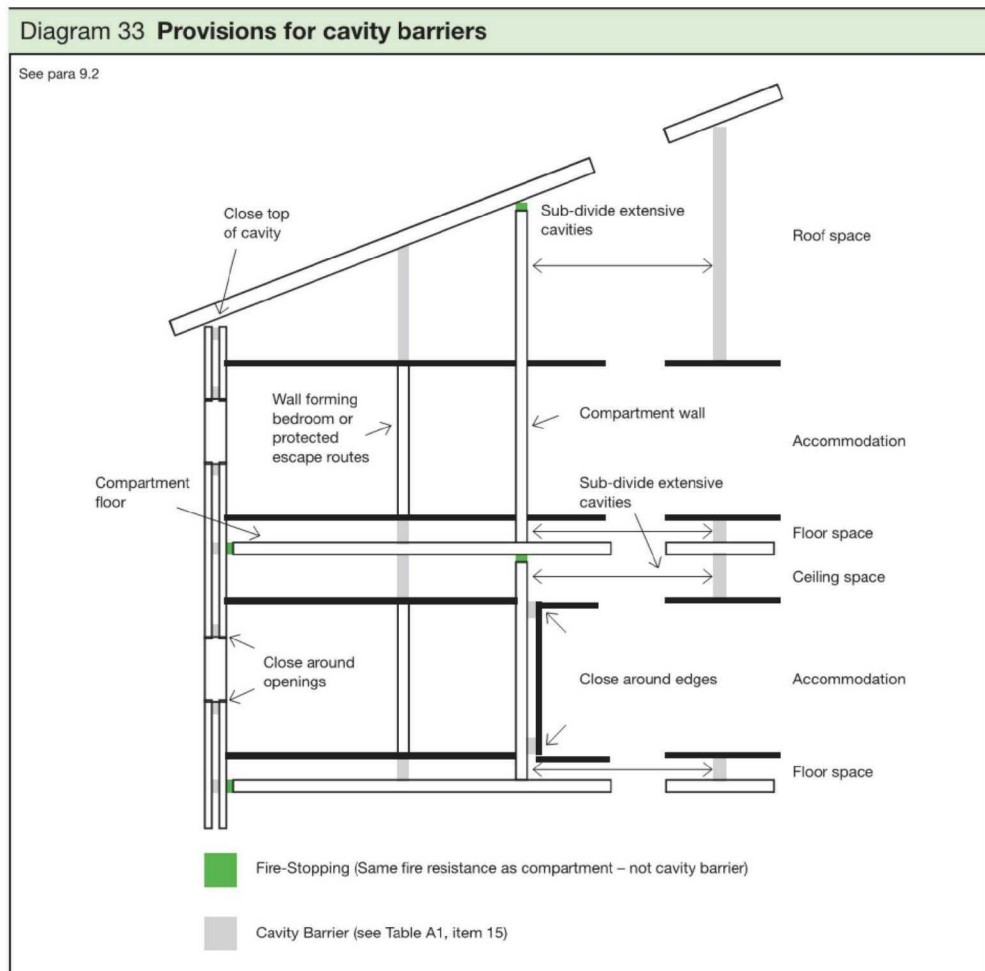 Diagram 33 Provisions for cavity barriers
See para 9.2
Close top
of cavity
Sub-divide extensive
cavities
Roof space
Wall forming
bedroom or
protected
escape routes
Compartment wall
Accommodation
Compartment
floor
Sub-divide extensive
cavities
Floor space
Ceiling space
Close around
openings
Close around edges
Accommodation
Floor space
Fire-Stopping (Same fire resistance as compartment – not cavity barrier)
Cavity Barrier (see Table A1, item 15)